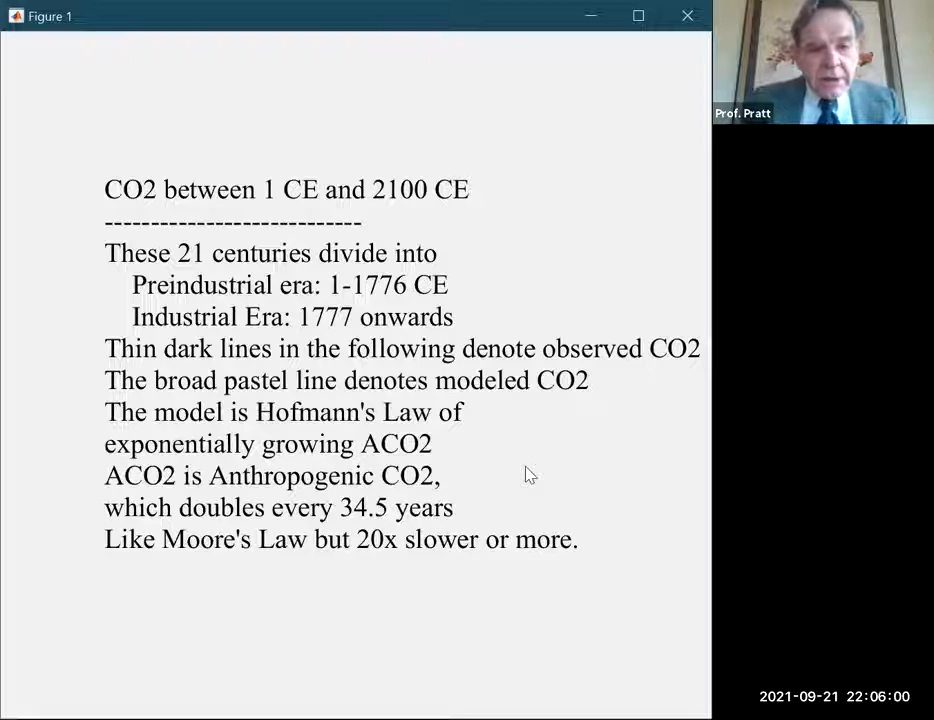 Figure 1
Prof. Pratt
CO2 between 1 CE and 2100 CE
----------------------------
These 21 centuries divide into
Preindustrial era: 1-1776 CE
Industrial Era: 1777 onwards
Thin dark lines in the following denote observed CO2
The broad pastel line denotes modeled CO2
The model is Hofmann's Law of
exponentially growing ACO2
ACO2 is Anthropogenic CO2,
which doubles every 34.5 years
Like Moore's Law but 20x slower or more.
2021-09-21 22:06:00